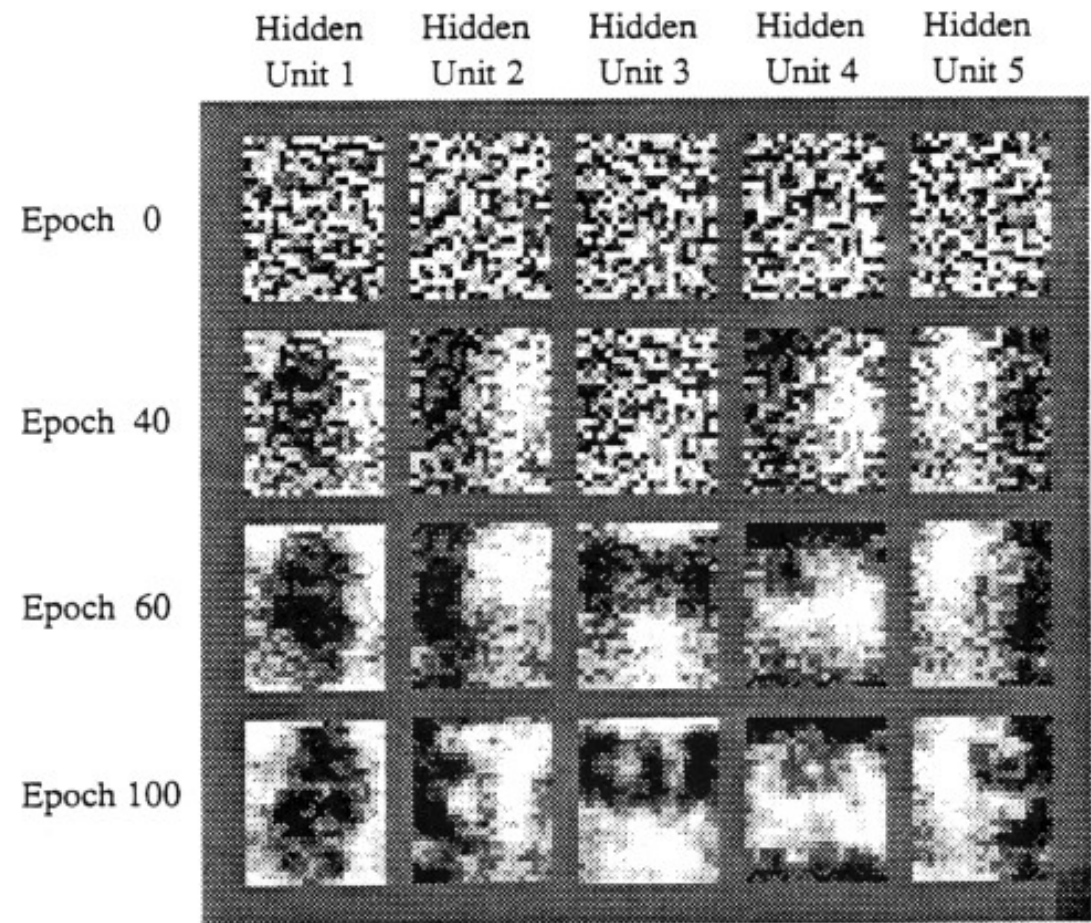 Hidden Hidden Hidden Hidden Hidden
Unit 1 Unit 2 Unit 3 Unit 4 Unit 5
Epoch 0
Epoch 40
Epoch 60
Epoch 100